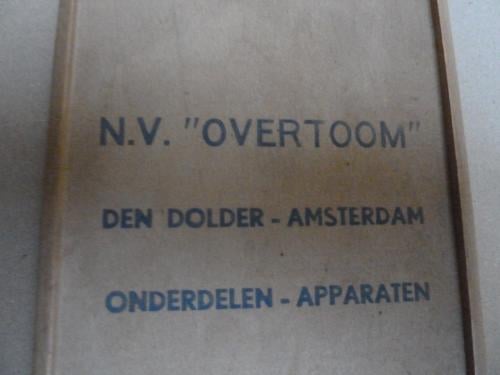 N.V. "OVERTOOM"
DEN DOLDER - AMSTERDAM
ONDERDELEN - APPARATEN